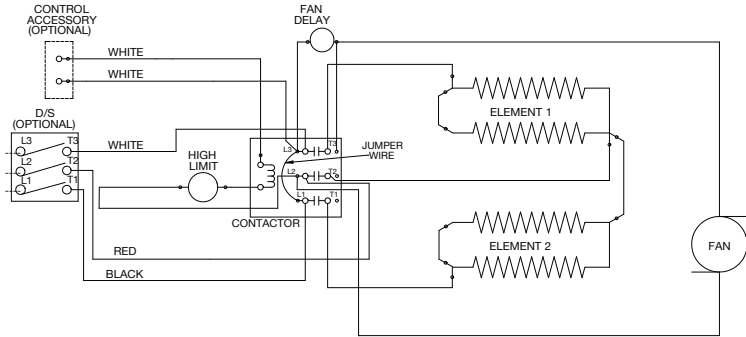 CONTROL
ACCESSORY
(OPTIONAL)
FAN
DELAY
WHITE
WHITE
D/S
(OPTIONAL)
L3 T3
WHITE
L2 T2
L1 T1
HIGH
LIMIT
L3 T3
JUMPER
WIRE
L2 T2
L1 T1
CONTACTOR
ELEMENT 1
ELEMENT 2
FAN
RED
BLACK